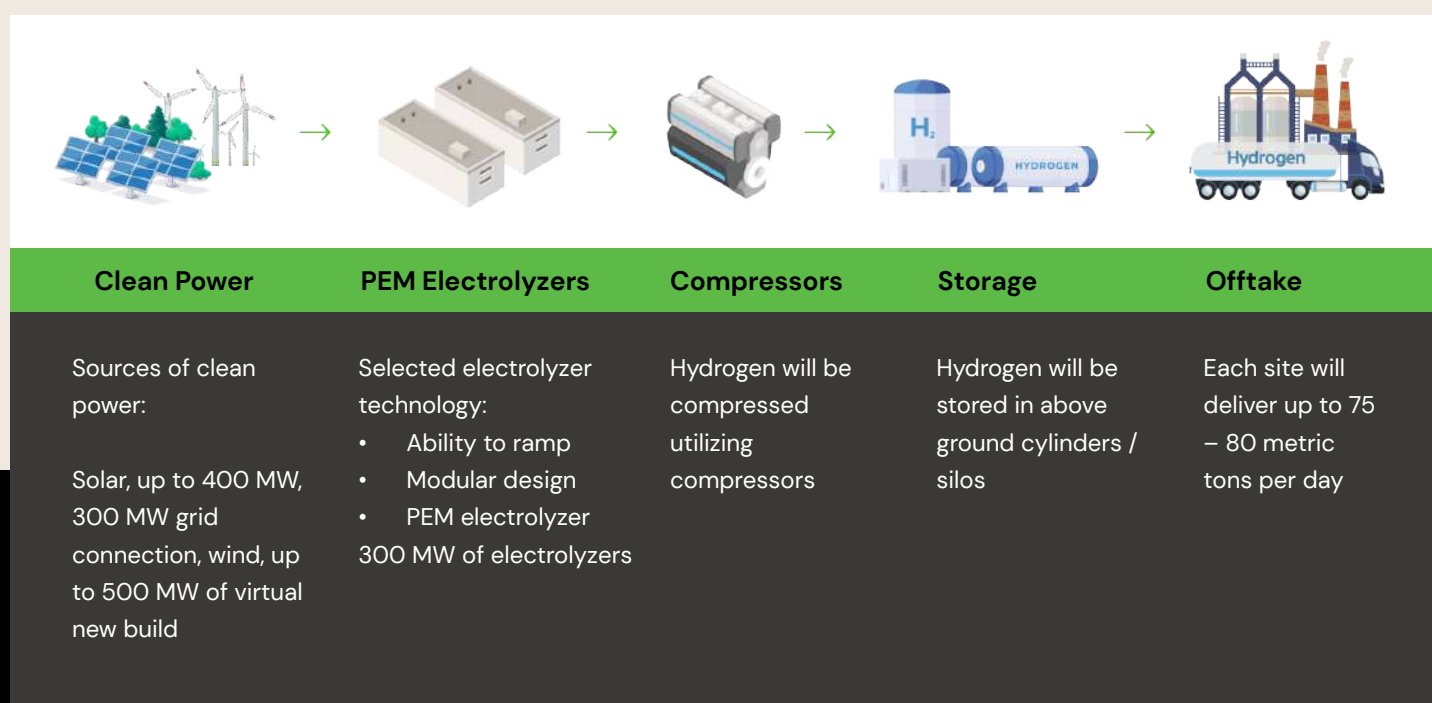 H₂
HYDROGEN
Hydrogen
Clean Power
PEM Electrolyzers
Compressors
Storage
Offtake
Sources of clean
power:
Solar, up to 400 MW,
300 MW grid
connection, wind, up
to 500 MW of virtual
new build
Selected electrolyzer
technology:
• Ability to ramp
• Modular design
• PEM electrolyzer
300 MW of electrolyzers
Hydrogen will be
compressed
utilizing
compressors
Hydrogen will be
stored in above
ground cylinders /
silos
Each site will
deliver up to 75
– 80 metric
tons per day